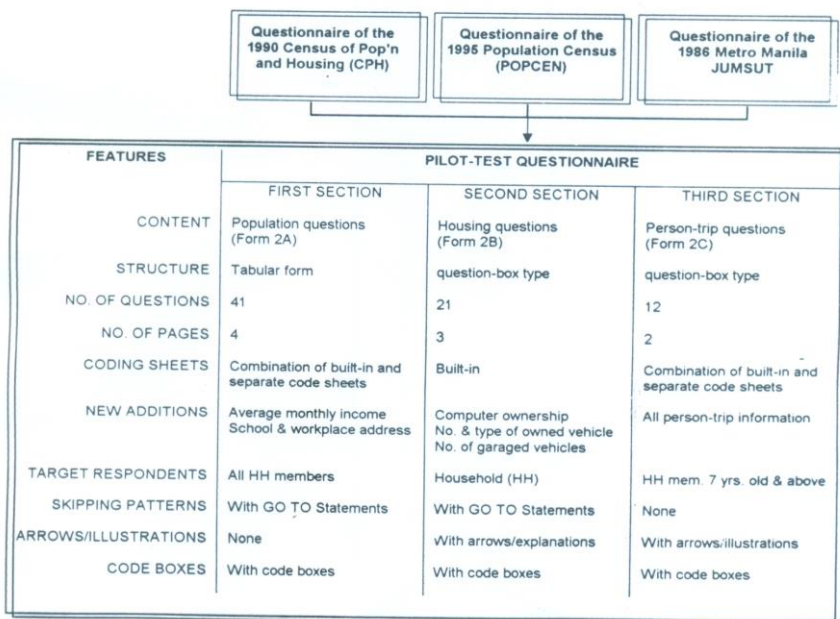 Questionnaire of the
1990 Census of Pop'n
and Housing (CPH)
Questionnaire of the
1995 Population Census
(POPCEN)
Questionnaire of the
1986 Metro Manila
JUMSUT
FEATURES
PILOT-TEST QUESTIONNAIRE
FIRST SECTION
SECOND SECTION
THIRD SECTION
CONTENT
Population questions
(Form 2A)
Housing questions
(Form 2B)
Person-trip questions
(Form 2C)
STRUCTURE
Tabular form
question-box type
question-box type
NO. OF QUESTIONS
41
21
12
NO. OF PAGES
4
3
2
CODING SHEETS
Combination of built-in and
separate code sheets
Built-in
Combination of built-in and
separate code sheets
NEW ADDITIONS
Average monthly income
School & workplace address
Computer ownership
No. & type of owned vehicle
No. of garaged vehicles
All person-trip information
TARGET RESPONDENTS
All HH members
Household (HH)
HH mem. 7 yrs. old & above
SKIPPING PATTERNS
With GO TO Statements
With GO TO Statements
None
ARROWS/ILLUSTRATIONS
None
With arrows/explanations
With arrows/illustrations
CODE BOXES
With code boxes
With code boxes
With code boxes